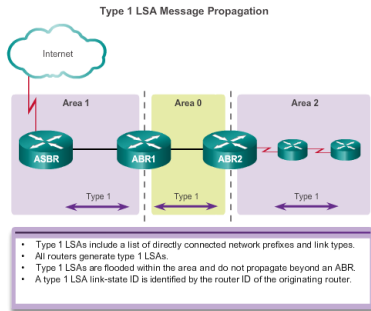 Type 1 LSA Message Propagation
Internet
Area 1
Area 0
Area 2
ASBR
ABR1
ABR2
Type 1
Type 1
Type 1
• Type 1 LSAs include a list of directly connected network prefixes and link types.
• All routers generate type 1 LSAs.
• Type 1 LSAs are flooded within the area and do not propagate beyond an ABR.
• A type 1 LSA link-state ID is identified by the router ID of the originating router.